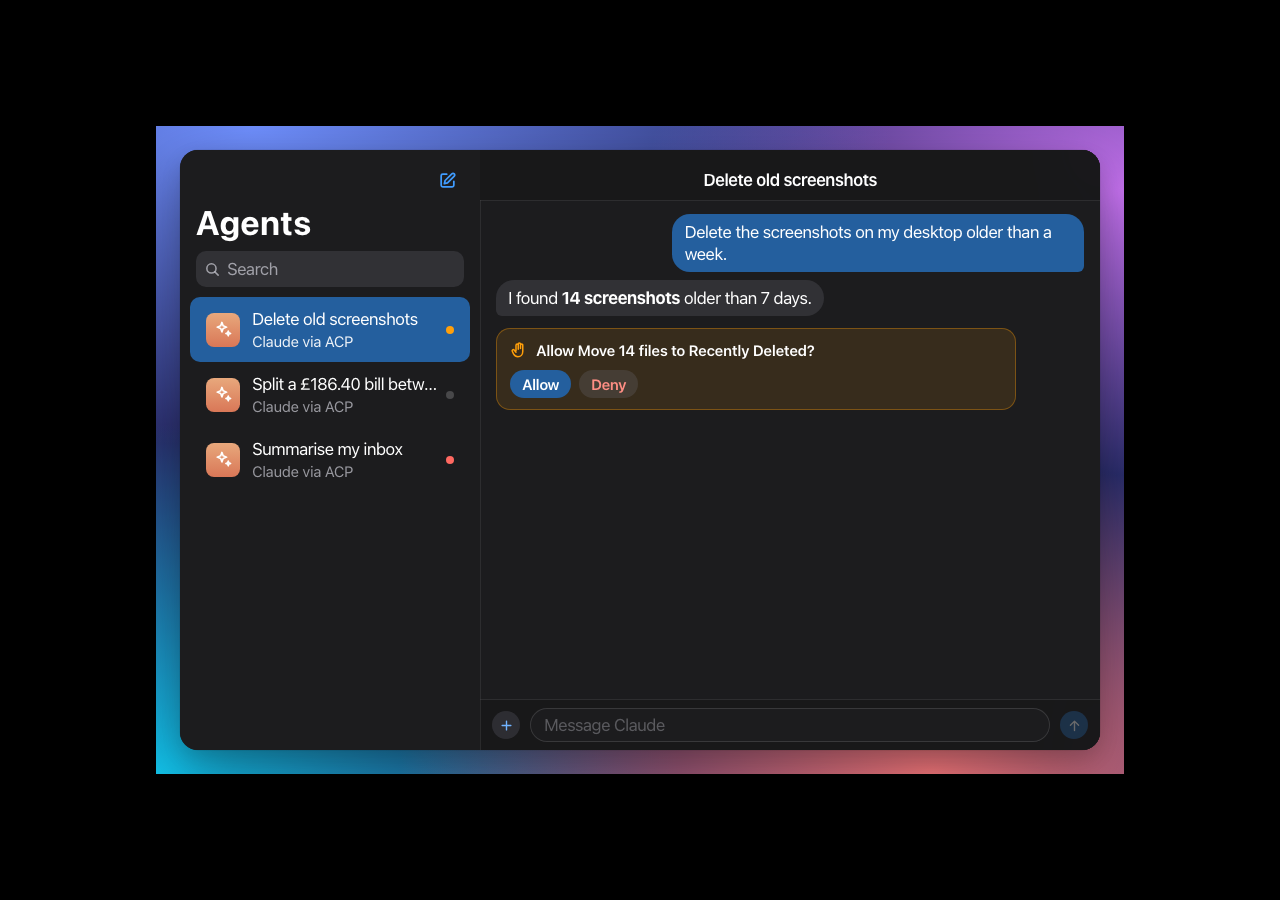 Agents
Search
Delete old screenshots
Claude via ACP
Split a £186.40 bill betw...
Claude via ACP
Summarise my inbox
Claude via ACP
Delete old screenshots
Delete the screenshots on my desktop older than a
week.
I found 14 screenshots older than 7 days.
Allow Move 14 files to Recently Deleted?
Allow
Deny
Message Claude